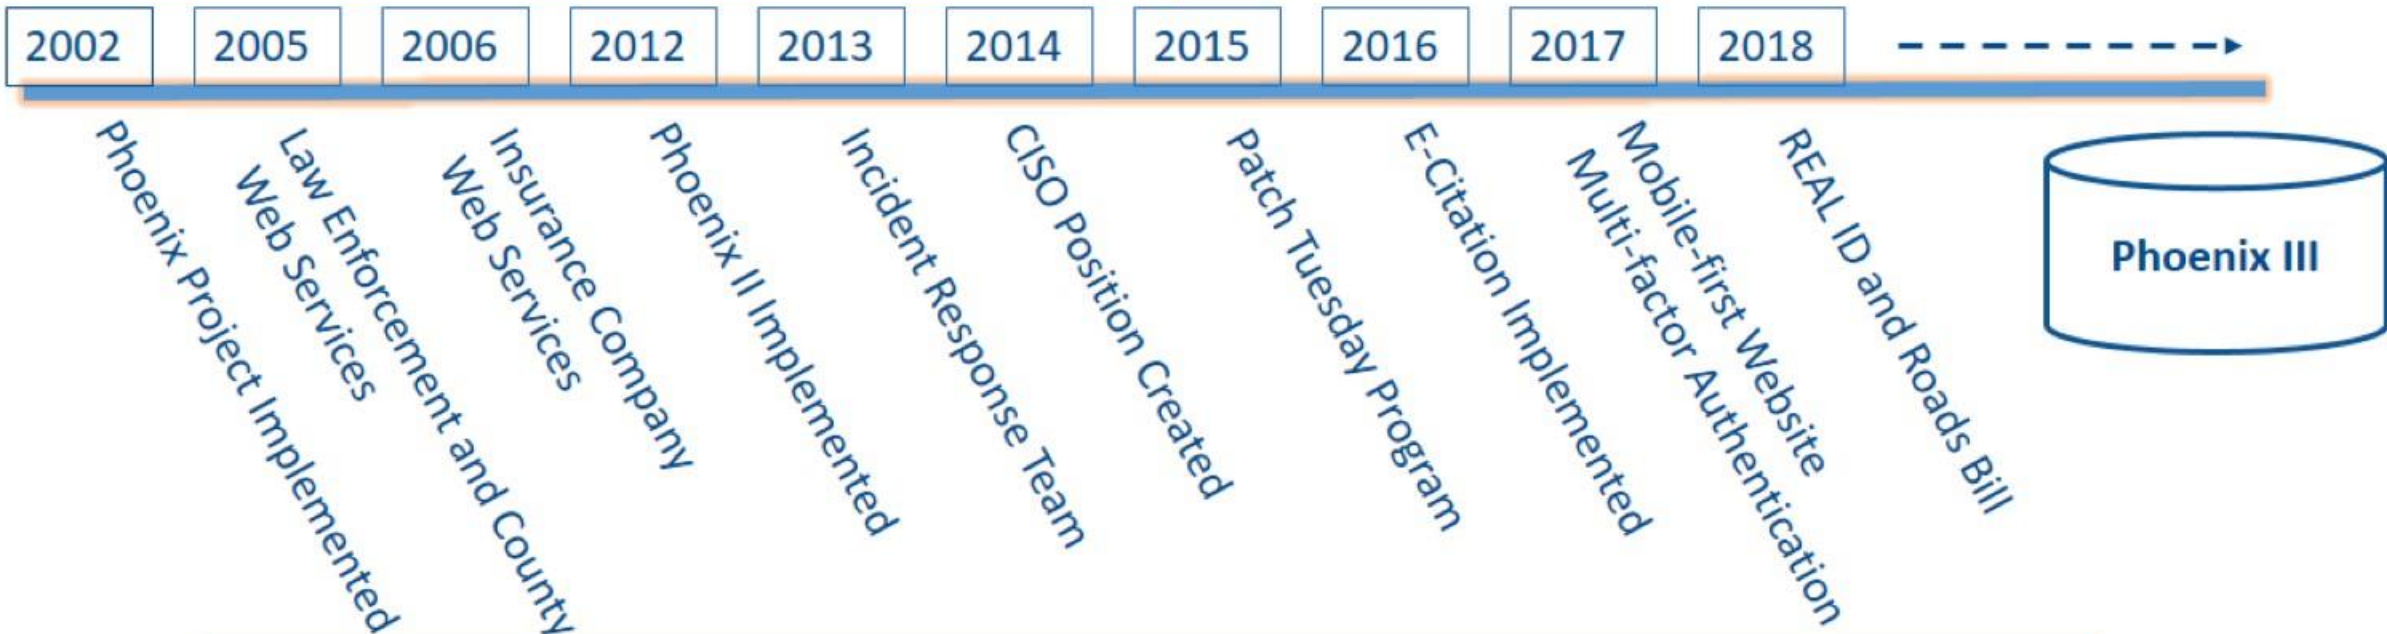 2002
2005
2006
2012
2013
2014
2015
2016
2017
2018
Phoenix Project Implemented
Law Enforcement and County
Web Services
Insurance Company
Web Services
Phoenix II Implemented
Incident Response Team
CISO Position Created
Patch Tuesday Program
E-Citation Implemented
Mobile-first Website
Multi-factor Authentication
REAL ID and Roads Bill
Phoenix III